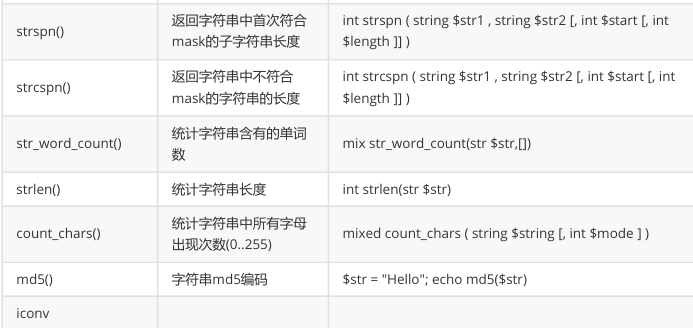 strspn()
返回字符串中首次符合
mask的子字符串长度
int strspn ( string $str1 , string $str2 [, int $start [, int
$length ]] )
strcspn()
返回字符串中不符合
mask的字符串的长度
int strcspn ( string $str1 , string $str2 [, int $start [, int
$length ]] )
str_word_count()
统计字符串含有的单词
数
mix str_word_count(str $str,[])
strlen()
统计字符串长度
int strlen(str $str)
count_chars()
统计字符串中所有字母
出现次数(0..255)
mixed count_chars ( string $string [, int $mode ] )
md5()
字符串md5编码
$str = "Hello"; echo md5($str)
iconv